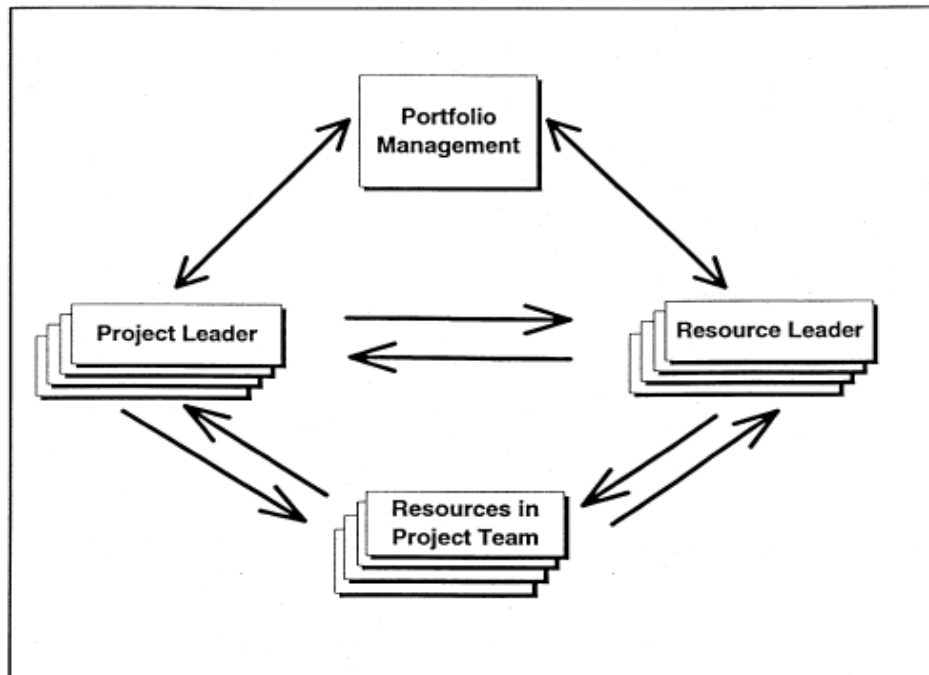 Portfolio
Management
Project Leader
Resource Leader
Resources in
Project Team